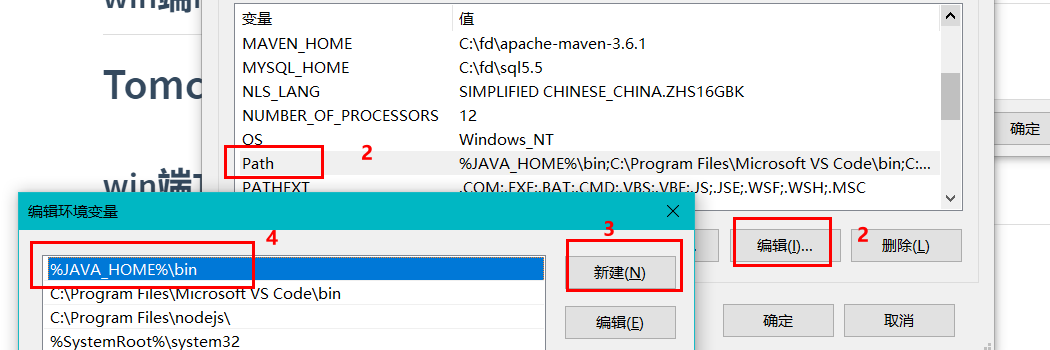 变量 值
MAVEN_HOME C:\fd\apache-maven-3.6.1
MYSQL_HOME C:\fd\sql5.5
NLS_LANG SIMPLIFIED CHINESE_CHINA.ZHS16GBK
Tomc
NUMBER_OF_PROCESSORS 12
确定
OS Windows_NT
2
Path %JAVA_HOME%\bin;C:\Program Files\Microsoft VS Code\bin;C:...
win端T
PATHEXT .COM;.EXE;.BAT;.CMD;.VBS;.VBE;.JS;.JSE;.WSF;.WSH;.MSC
编辑环境变量
编辑(I)... 2 删除(L)
4 3
%JAVA_HOME%\bin 新建(N)
C:\Program Files\Microsoft VS Code\bin
C:\Program Files\nodejs\ 编辑(E) 确定 取消
%SystemRoot%\system32